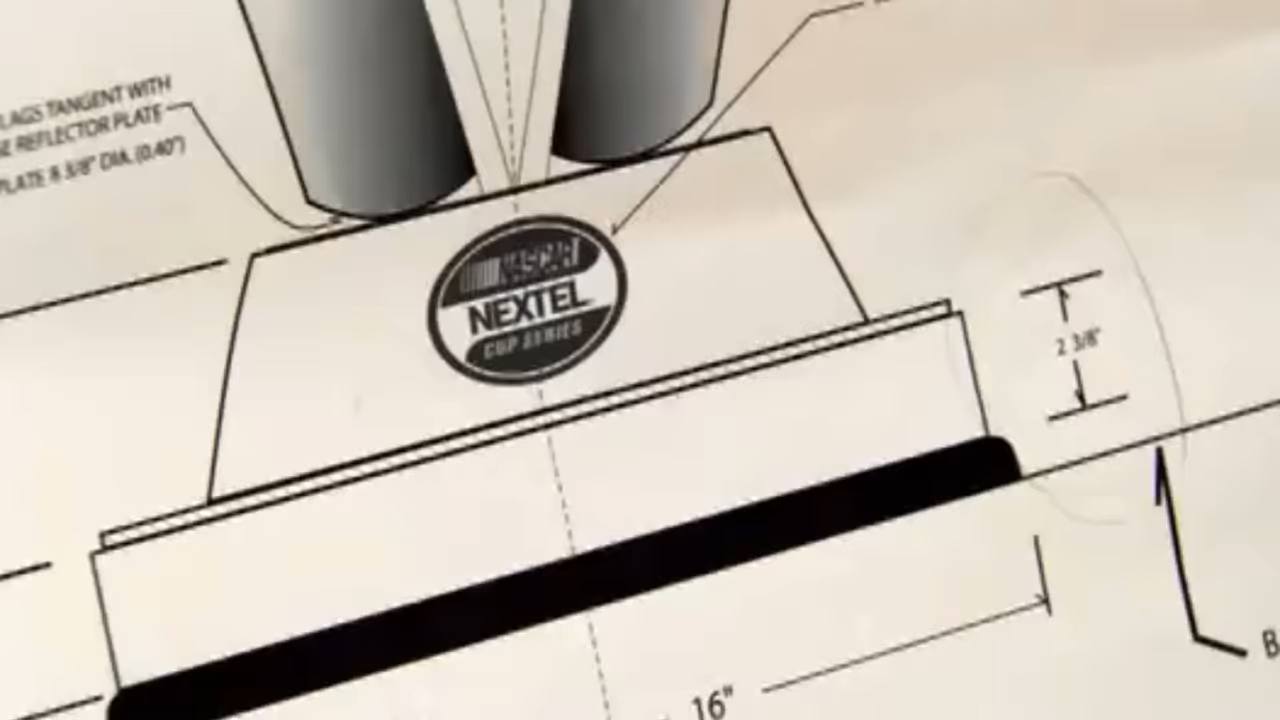 LAGS TANGENT WITH
REFLECTOR PLATE
PLATE 8 3/8" DIA. (0.40")
NASCAR
NEXTEL
CUP SERIES
2 3/8"
16"
B